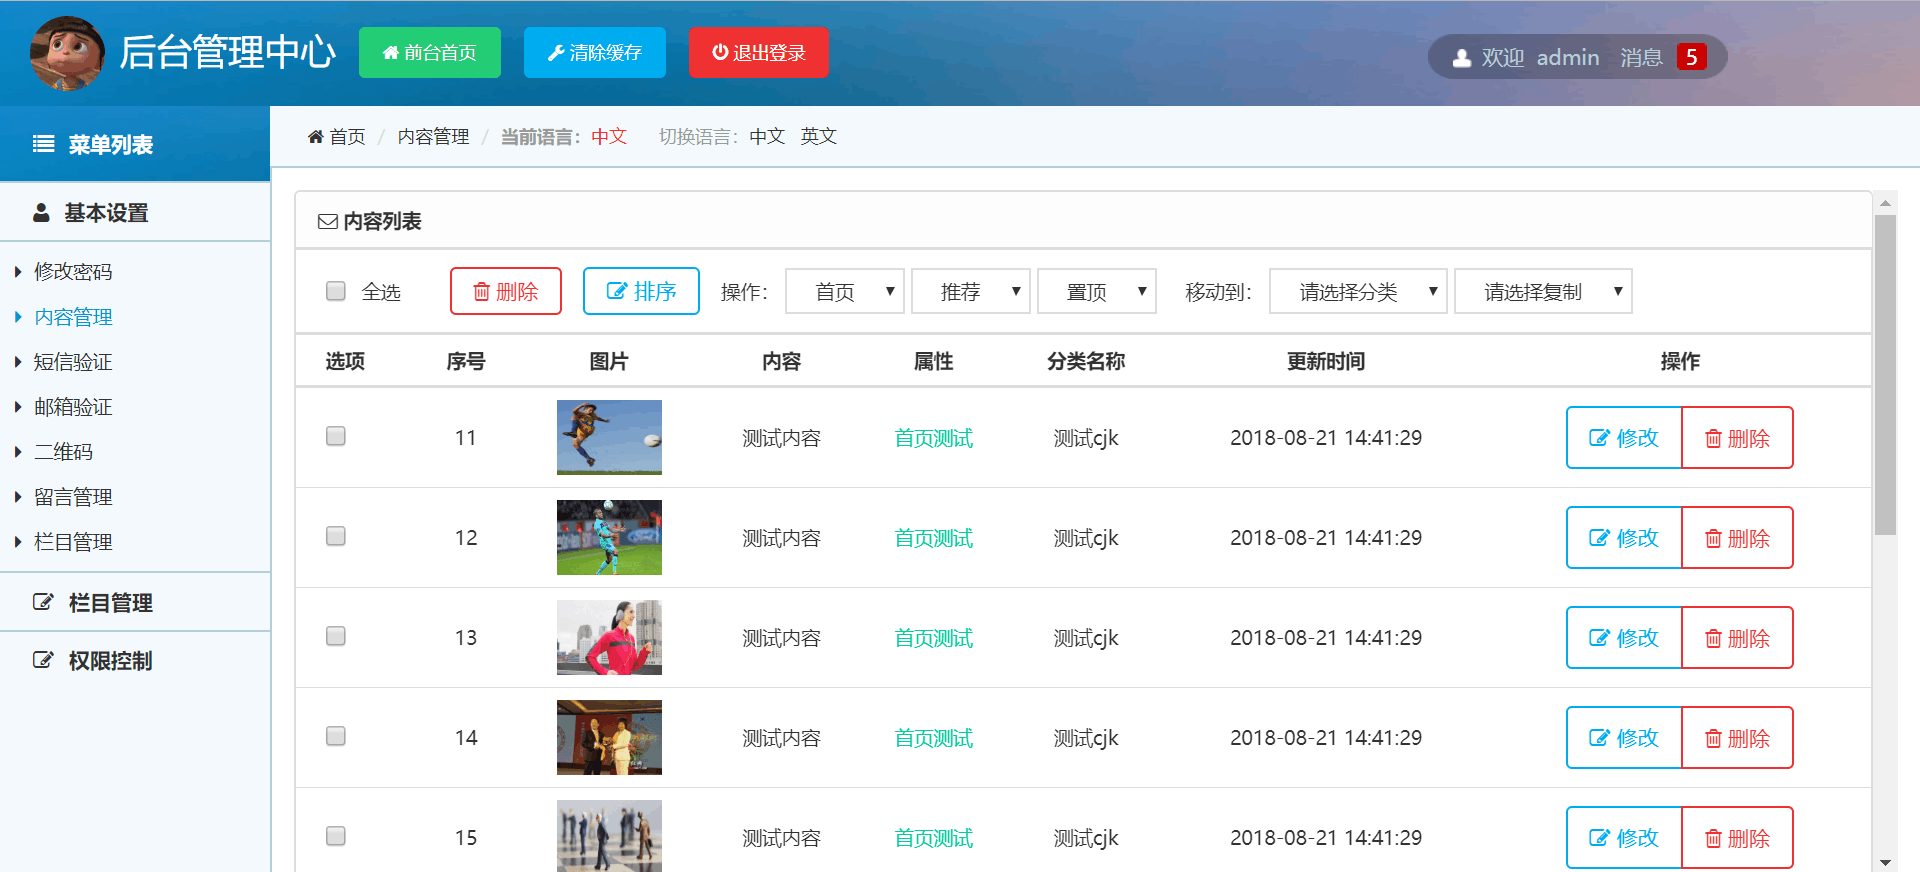 后台管理中心 前台首页 清除缓存 退出登录 欢迎 admin 消息 5
菜单列表
首页 / 内容管理 / 当前语言：中文 切换语言：中文 英文
基本设置
修改密码
内容管理
短信验证
邮箱验证
二维码
留言管理
栏目管理
栏目管理
权限控制
内容列表
全选 删除 排序 操作： 首页 推荐 置顶 移动到： 请选择分类 请选择复制
选项 序号 图片 内容 属性 分类名称 更新时间 操作
11 测试内容 首页测试 测试cjk 2018-08-21 14:41:29 修改 删除
12 测试内容 首页测试 测试cjk 2018-08-21 14:41:29 修改 删除
13 测试内容 首页测试 测试cjk 2018-08-21 14:41:29 修改 删除
14 测试内容 首页测试 测试cjk 2018-08-21 14:41:29 修改 删除
15 测试内容 首页测试 测试cjk 2018-08-21 14:41:29 修改 删除